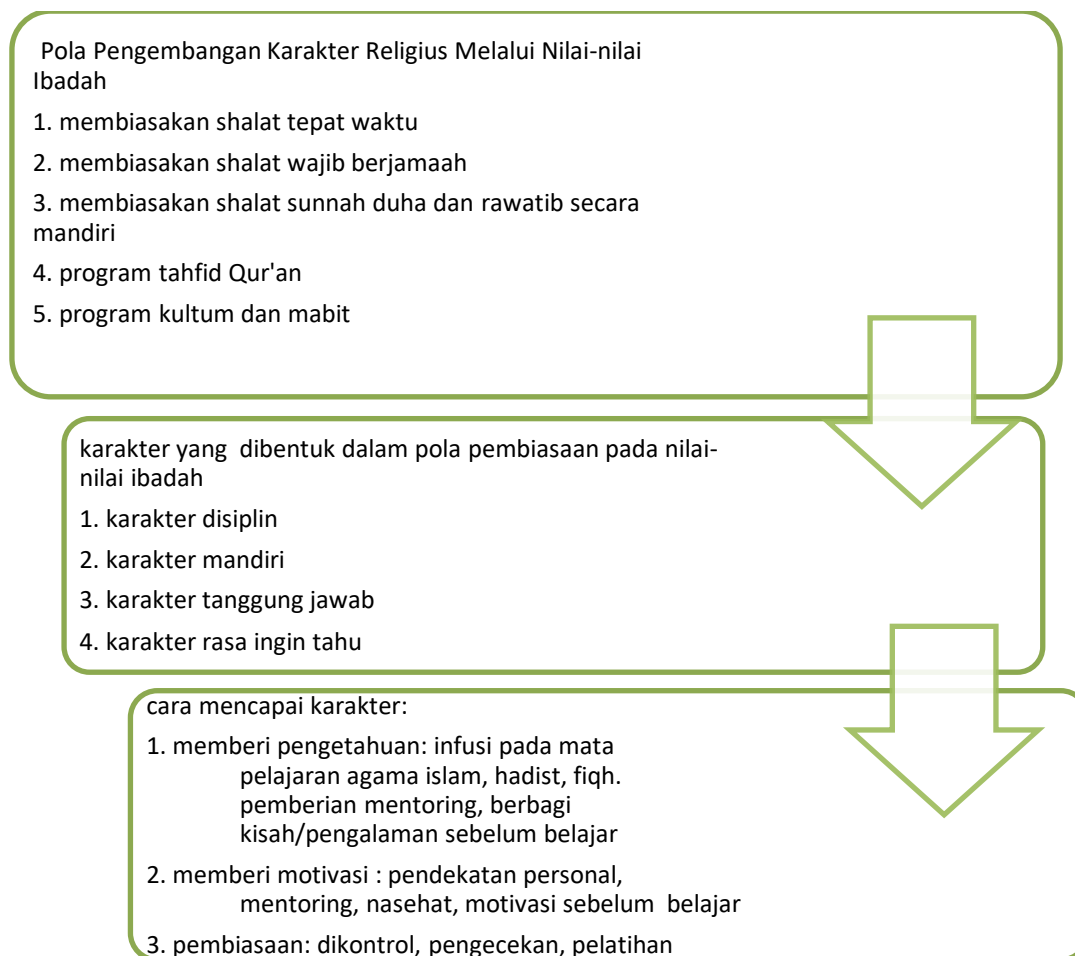 Pola Pengembangan Karakter Religius Melalui Nilai-nilai
Ibadah
1. membiasakan shalat tepat waktu
2. membiasakan shalat wajib berjamaah
3. membiasakan shalat sunnah duha dan rawatib secara
mandiri
4. program tahfid Qur'an
5. program kultum dan mabit
karakter yang dibentuk dalam pola pembiasaan pada nilai-
nilai ibadah
1. karakter disiplin
2. karakter mandiri
3. karakter tanggung jawab
4. karakter rasa ingin tahu
cara mencapai karakter:
1. memberi pengetahuan: infusi pada mata
pelajaran agama islam, hadist, fiqh.
pemberian mentoring, berbagi
kisah/pengalaman sebelum belajar
2. memberi motivasi : pendekatan personal,
mentoring, nasehat, motivasi sebelum belajar
3. pembiasaan: dikontrol, pengecekan, pelatihan